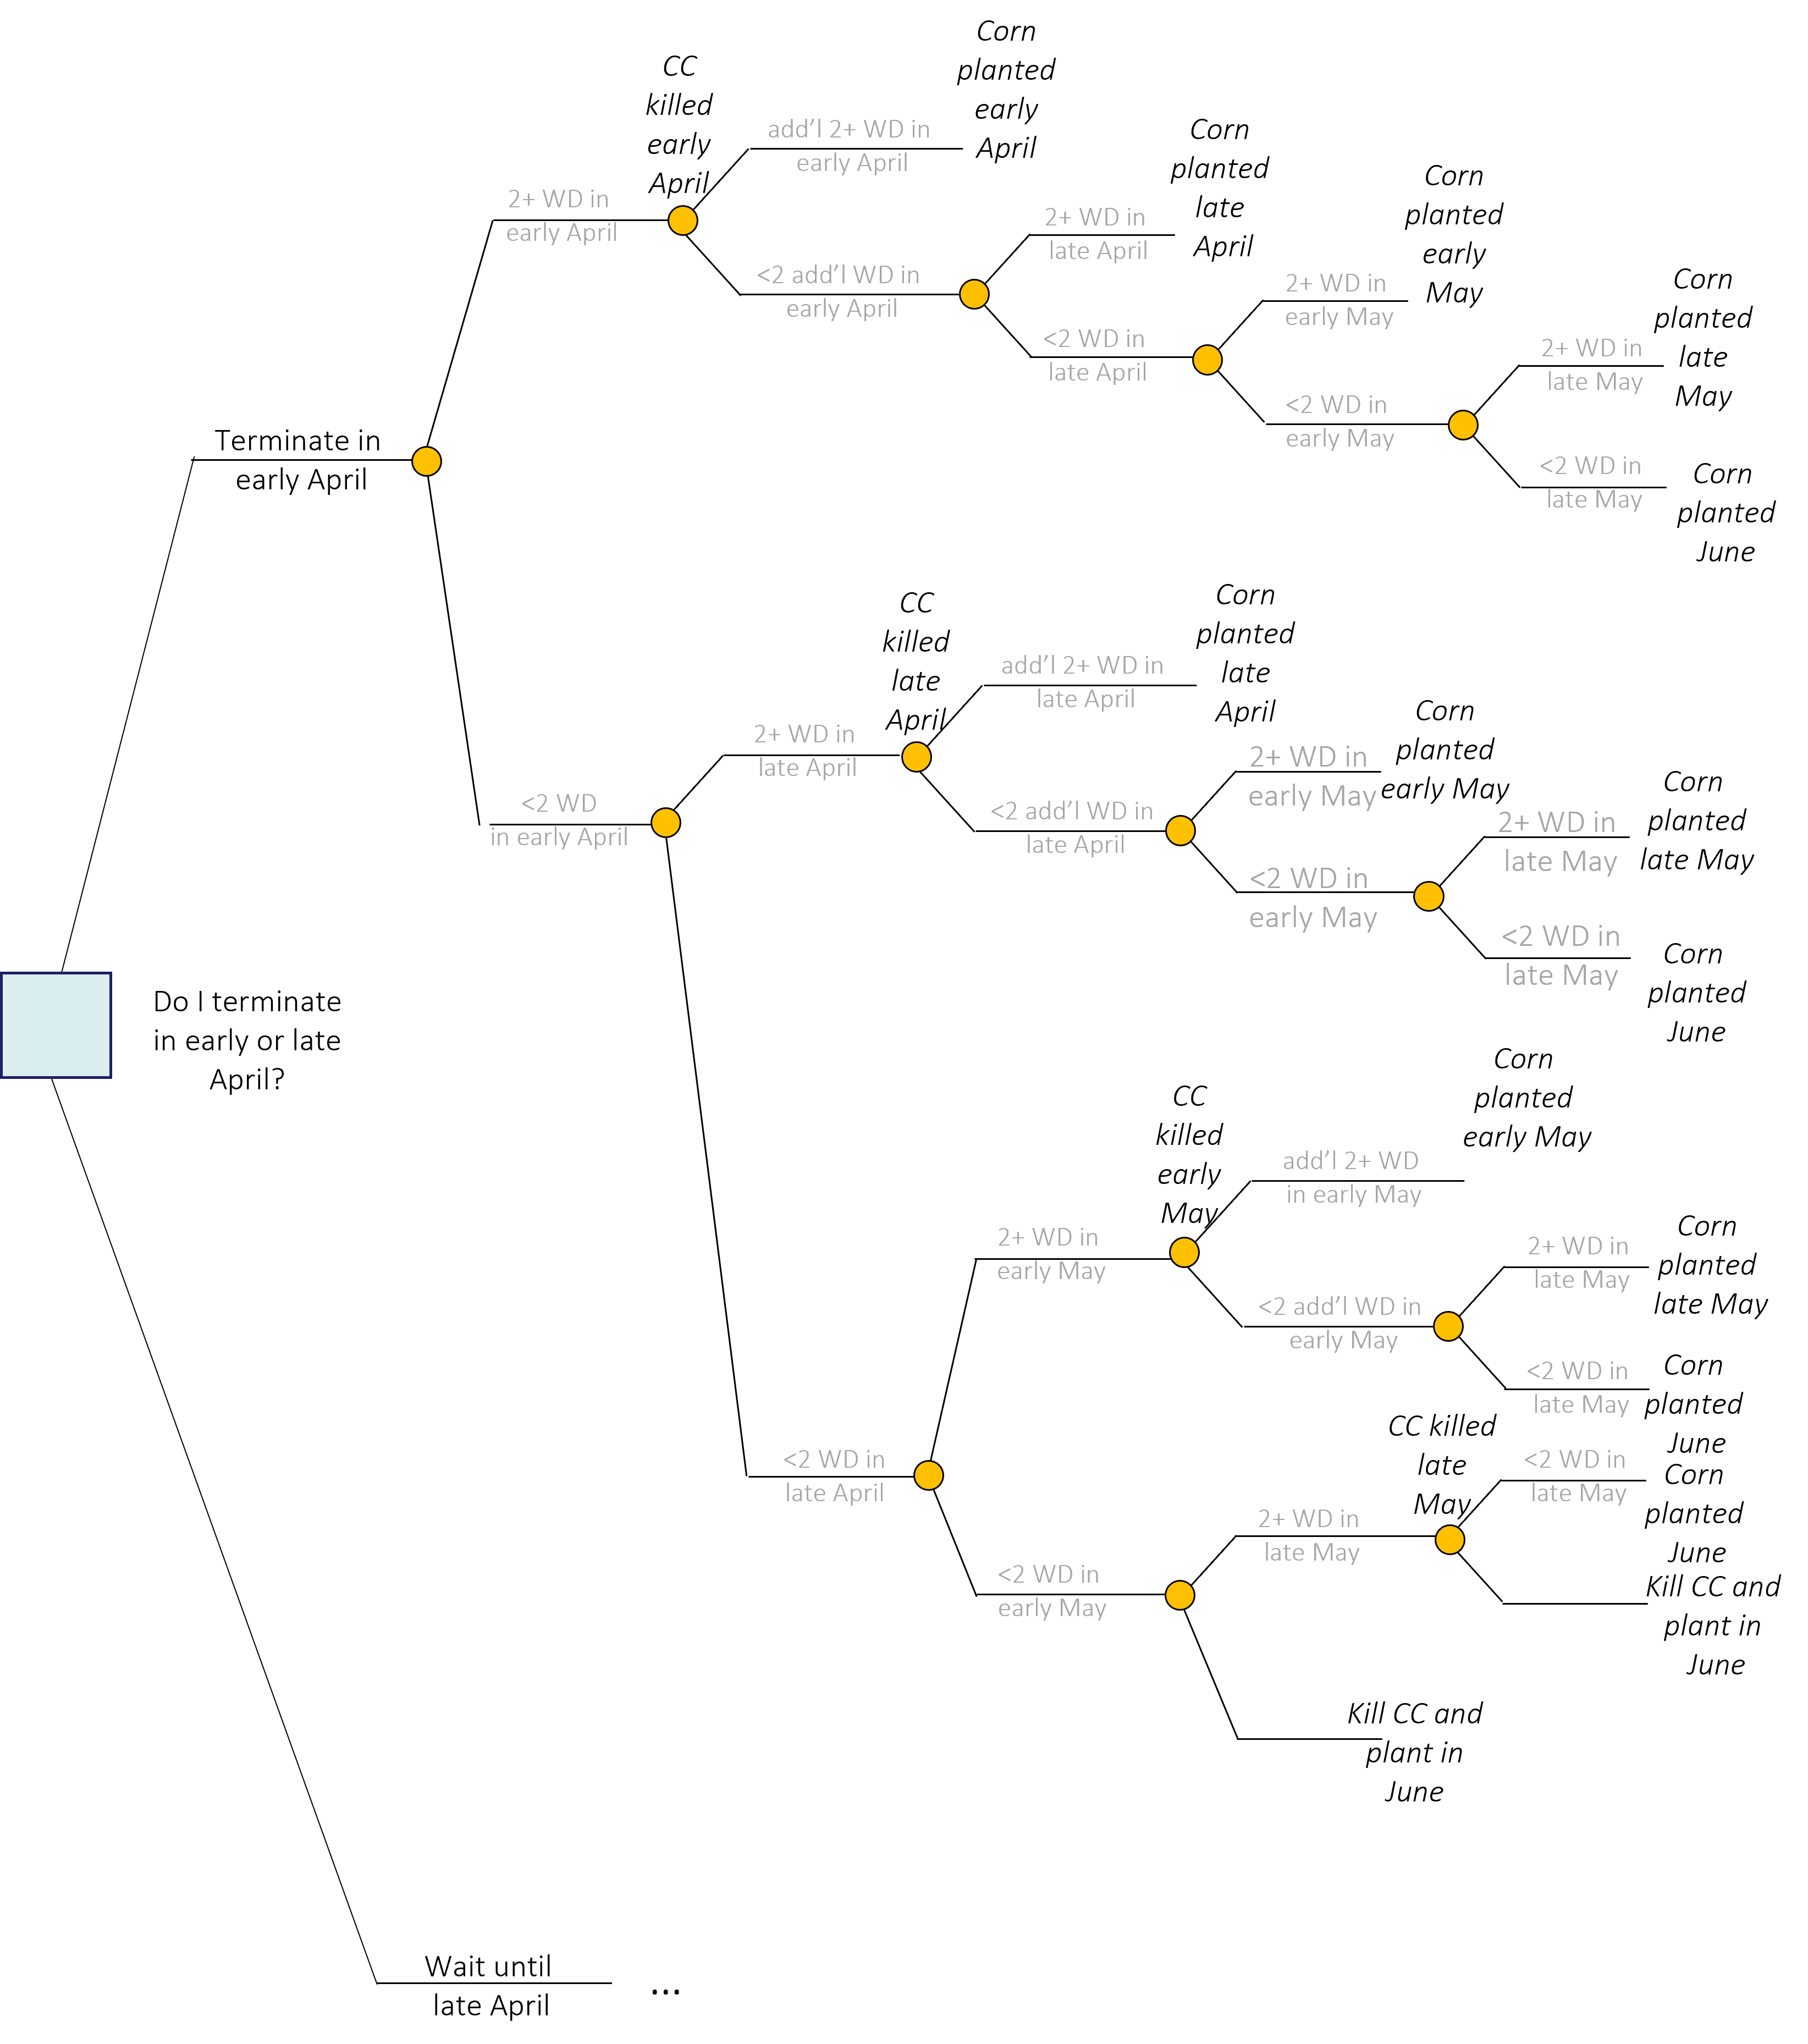 CC
killed
early
April
Corn
planted
early
April
add'l 2+ WD in
early April
2+ WD in
early April
<2 add'l WD in
early April
Corn
planted
late
April
2+ WD in
late April
<2 WD in
late April
Corn
planted
early
May
2+ WD in
early May
<2 WD in
early May
Corn
planted
late
May
2+ WD in
late May
<2 WD in
late May
Corn
planted
June
Terminate in
early April
CC
killed
late
April
Corn
planted
late
April
add'l 2+ WD in
late April
2+ WD in
late April
<2 WD
in early April
<2 add'l WD in
late April
Corn
planted
early May
2+ WD in
early May
<2 WD in
early May
Corn
planted
late May
2+ WD in
late May
<2 WD in
late May
Corn
planted
June
Do I terminate
in early or late
April?
CC
killed
early
May
Corn
planted
early May
add'l 2+ WD
in early May
2+ WD in
early May
<2 add'l WD in
early May
2+ WD in
late May
Corn
planted
late May
<2 WD in
late May
Corn
planted
June
<2 WD in
late April
CC killed
late
May
<2 WD in
late May
Corn
planted
June
2+ WD in
late May
<2 WD in
early May
Kill CC and
plant in
June
Kill CC and
plant in
June
Wait until
late April
...